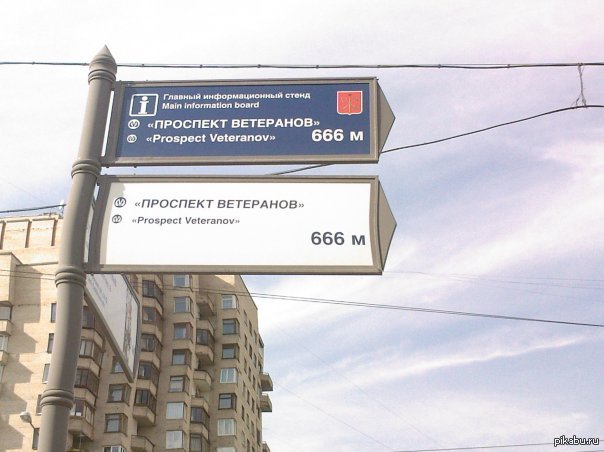 Главный информационный стенд
Main information board
«ПРОСПЕКТ ВЕТЕРАНОВ»
«Prospect Veteranov» 666 м
«ПРОСПЕКТ ВЕТЕРАНОВ»
«Prospect Veteranov»
666 м
pikabu.ru